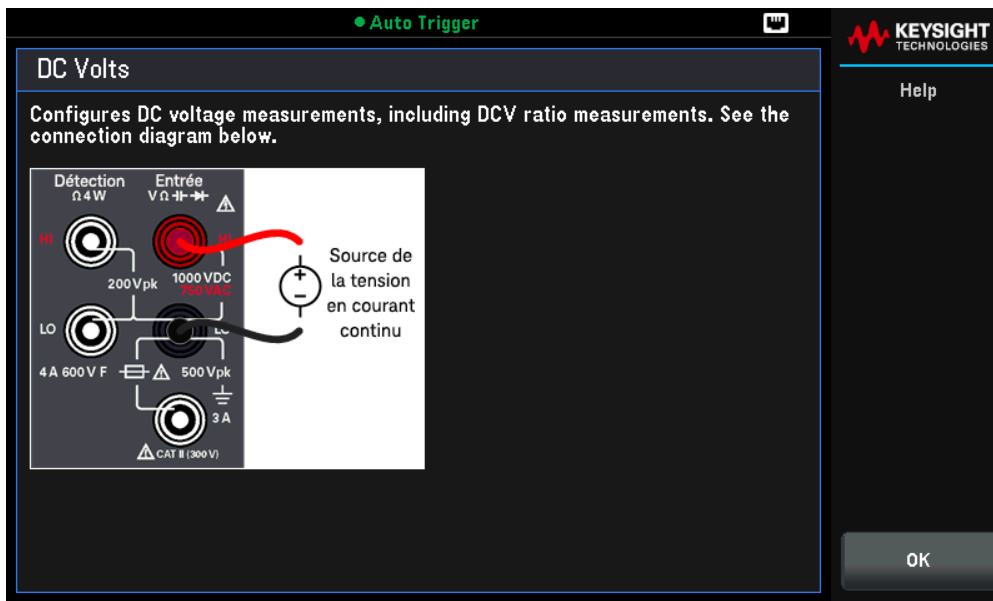 Auto Trigger
KEYSIGHT
TECHNOLOGIES
Help
DC Volts
Configures DC voltage measurements, including DCV ratio measurements. See the
connection diagram below.
Détection
Ω 4 W
Entrée
V Ω
HI
HI
200 Vpk
1000 VDC
750 VAC
LO
LO
4 A 600 V F
500 Vpk
3 A
CAT II (300 V)
Source de
la tension
en courant
continu
OK